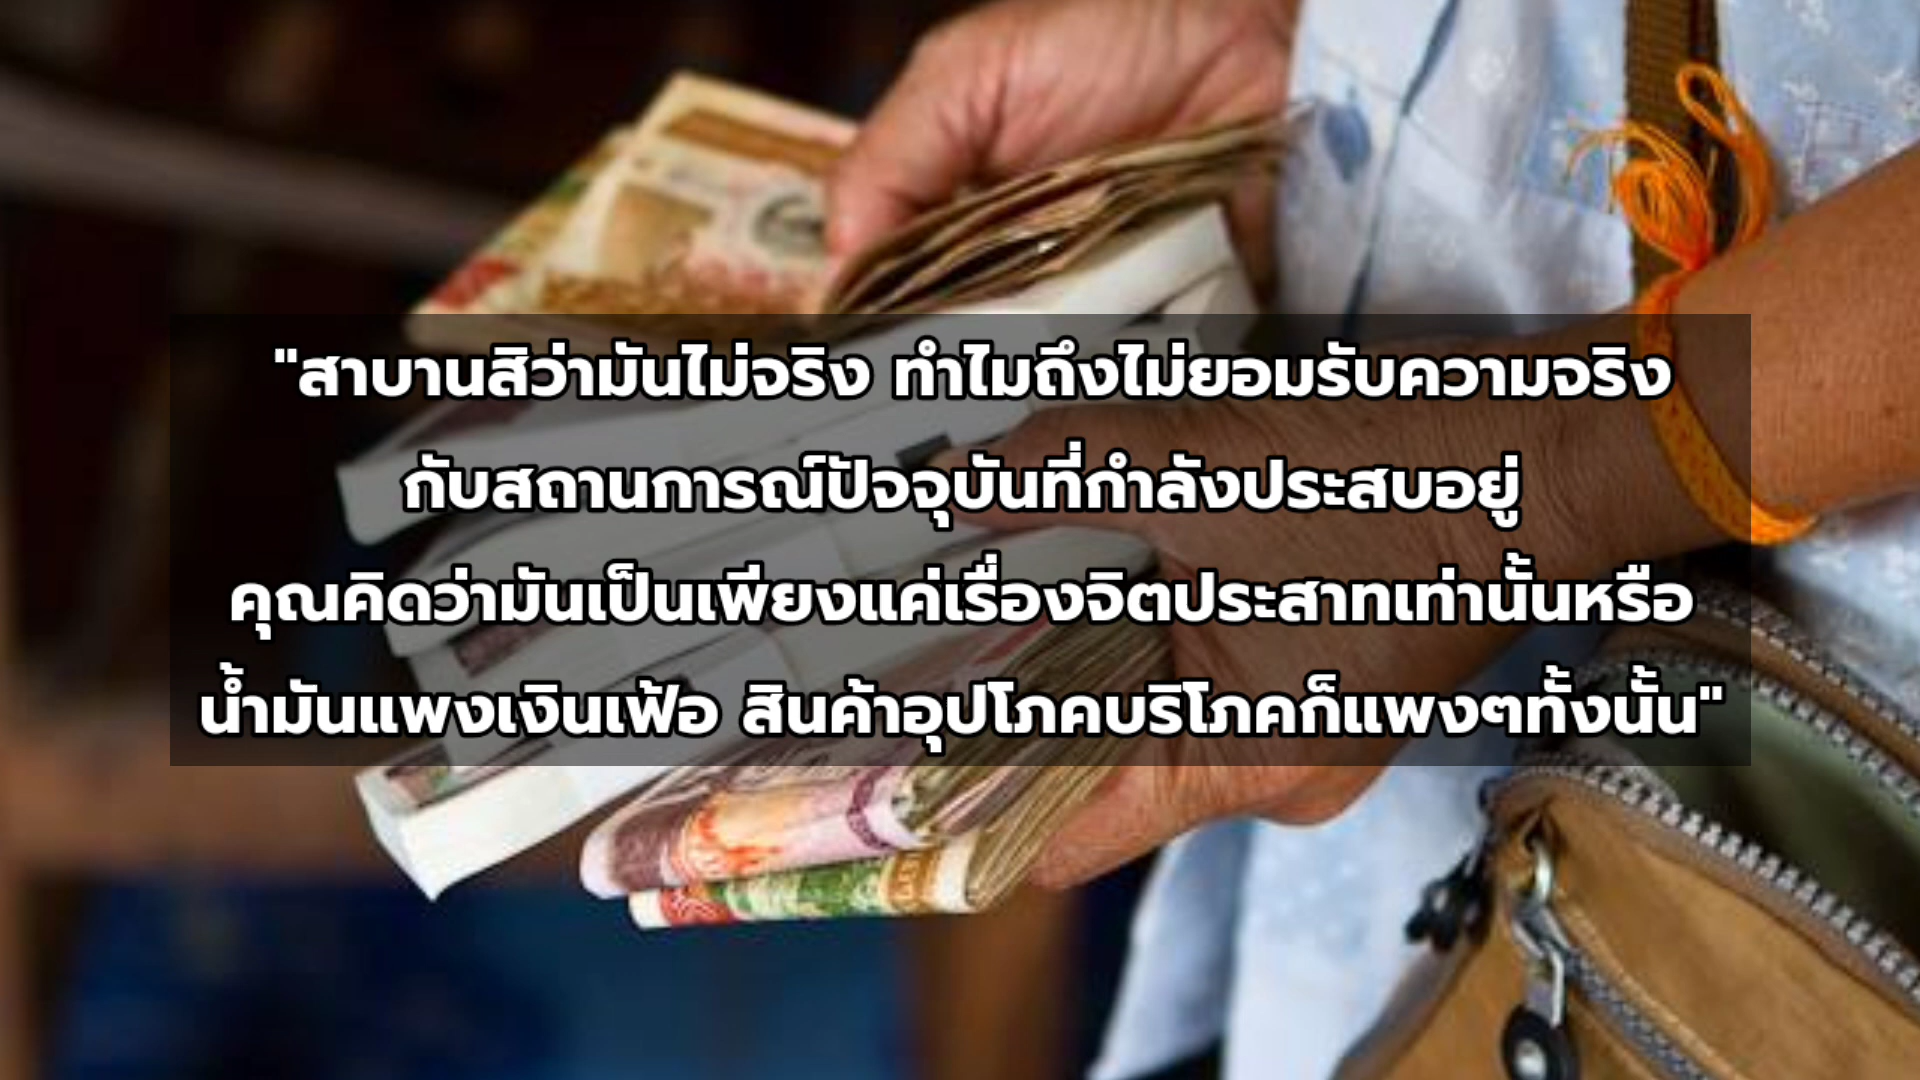 "สาบานสิว่ามันไม่จริง ทำไมถึงไม่ยอมรับความจริง
กับสถานการณ์ปัจจุบันที่กำลังประสบอยู่
คุณคิดว่ามันเป็นเพียงแค่เรื่องจิตประสาทเท่านั้นหรือ
น้ำมันแพงเงินเฟ้อ สินค้าอุปโภคบริโภคก็แพงๆทั้งนั้น"